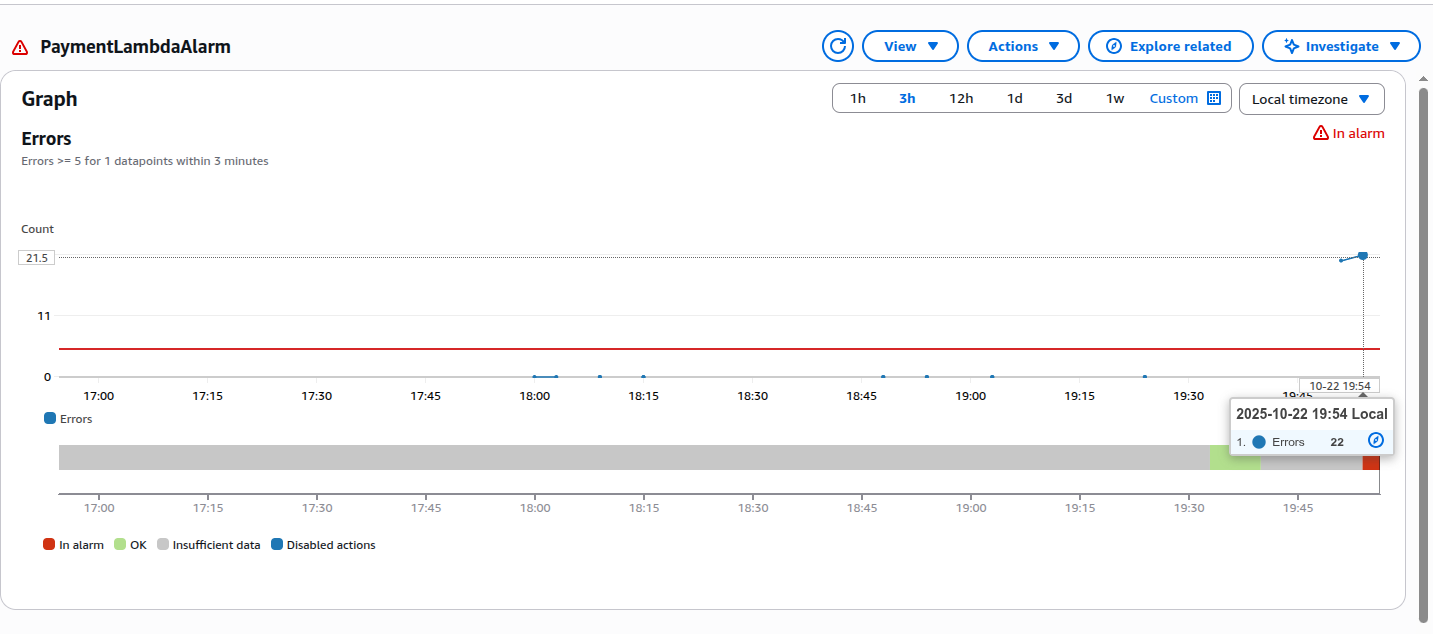 PaymentLambdaAlarm
View Actions Explore related Investigate
Graph
1h 3h 12h 1d 3d 1w Custom Local timezone
Errors
In alarm
Errors >= 5 for 1 datapoints within 3 minutes
Count
21.5
11
0
10-22 19:54
17:00 17:15 17:30 17:45 18:00 18:15 18:30 18:45 19:00 19:15 19:30 19:45
2025-10-22 19:54 Local
1. Errors 22
Errors
17:00 17:15 17:30 17:45 18:00 18:15 18:30 18:45 19:00 19:15 19:30 19:45
In alarm OK Insufficient data Disabled actions